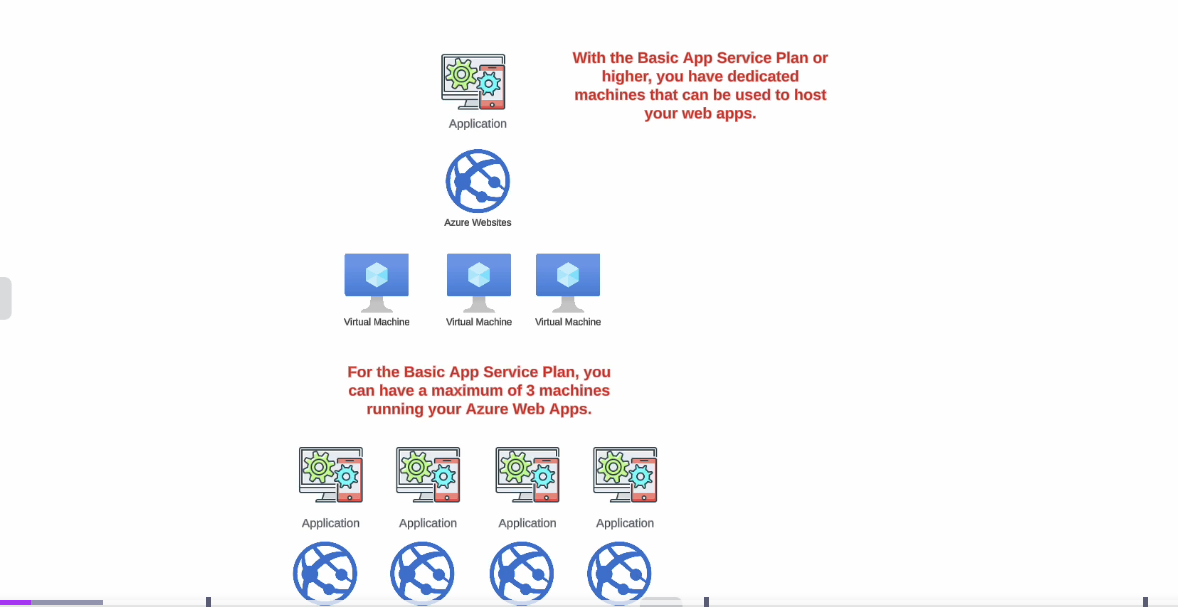 With the Basic App Service Plan or
higher, you have dedicated
machines that can be used to host
your web apps.
Application
Azure Websites
Virtual Machine
Virtual Machine
Virtual Machine
For the Basic App Service Plan, you
can have a maximum of 3 machines
running your Azure Web Apps.
Application
Application
Application
Application